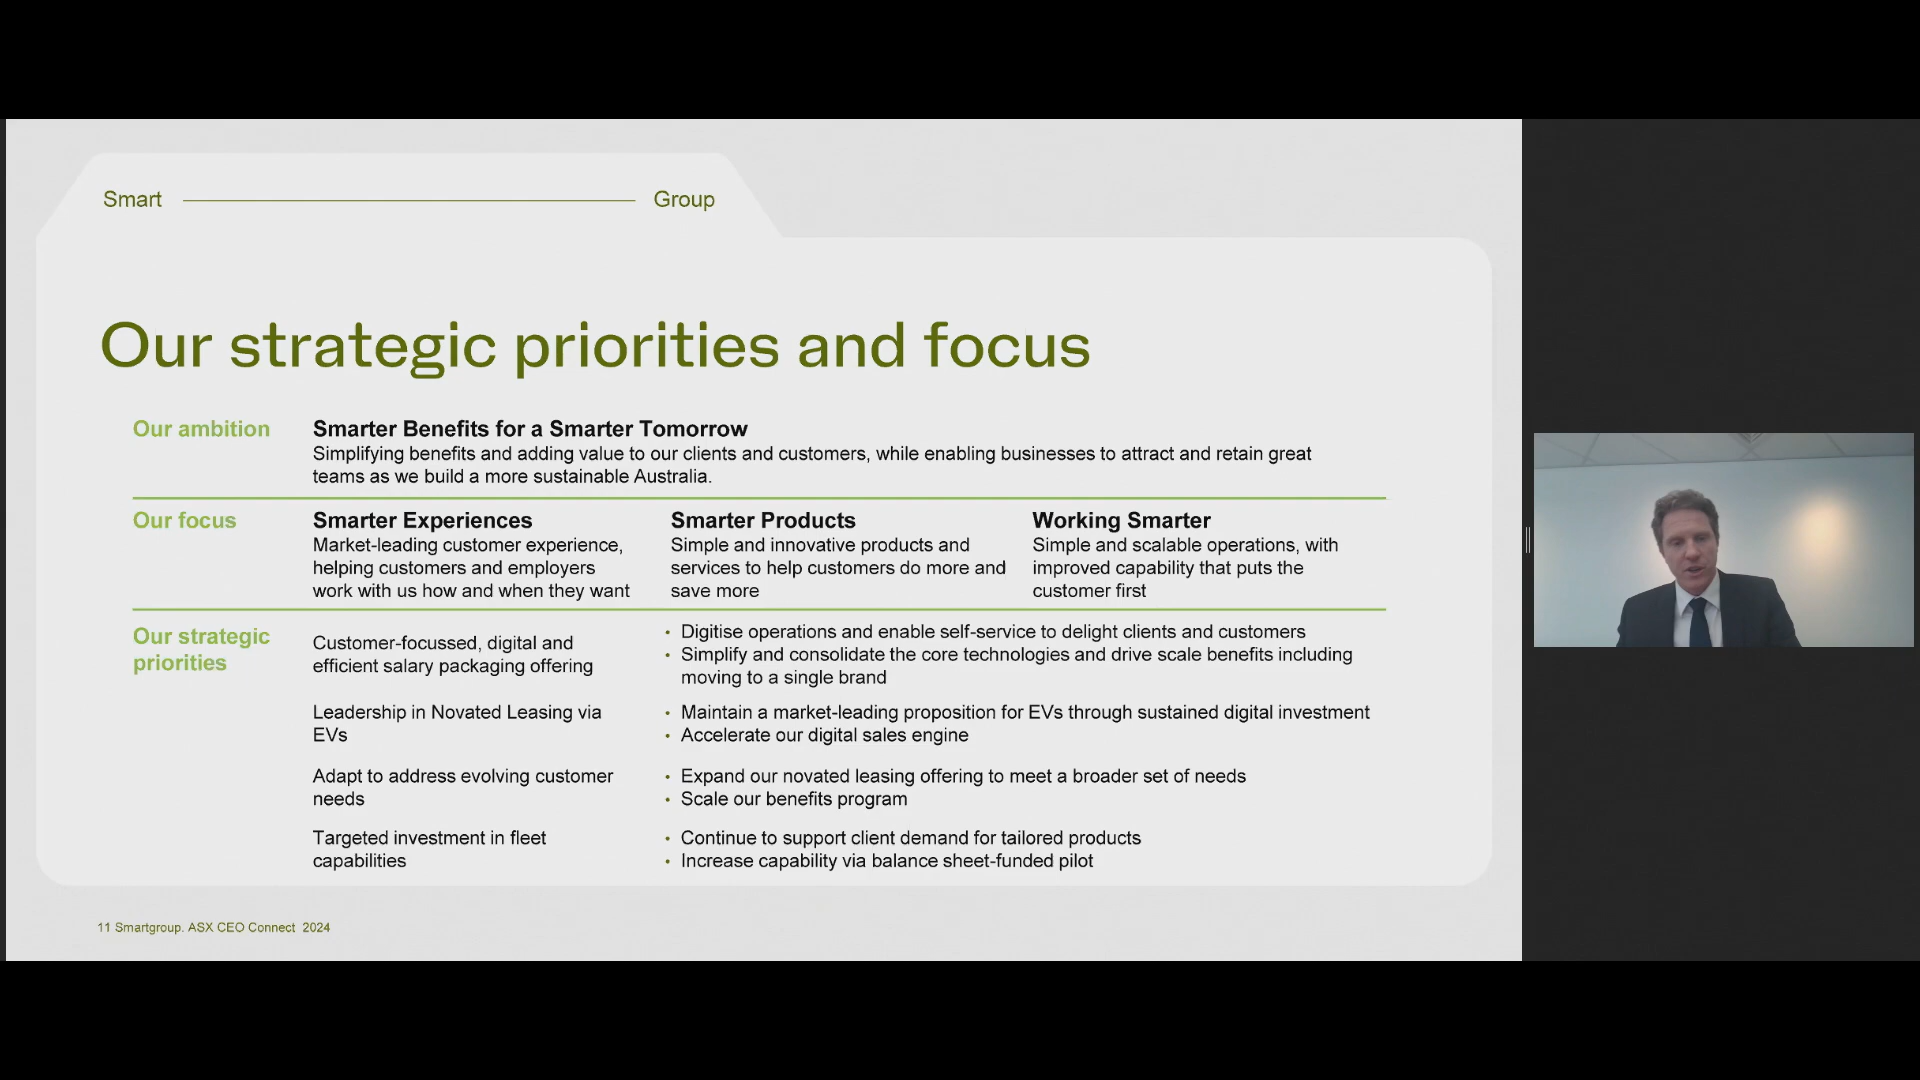 Smart Group
Our strategic priorities and focus
Our ambition
Smarter Benefits for a Smarter Tomorrow
Simplifying benefits and adding value to our clients and customers, while enabling businesses to attract and retain great
teams as we build a more sustainable Australia.
Our focus
Smarter Experiences
Market-leading customer experience,
helping customers and employers
work with us how and when they want
Smarter Products
Simple and innovative products and
services to help customers do more and
save more
Working Smarter
Simple and scalable operations, with
improved capability that puts the
customer first
Our strategic
priorities
Customer-focussed, digital and
efficient salary packaging offering
• Digitise operations and enable self-service to delight clients and customers
• Simplify and consolidate the core technologies and drive scale benefits including
moving to a single brand
Leadership in Novated Leasing via
EVs
• Maintain a market-leading proposition for EVs through sustained digital investment
• Accelerate our digital sales engine
Adapt to address evolving customer
needs
• Expand our novated leasing offering to meet a broader set of needs
• Scale our benefits program
Targeted investment in fleet
capabilities
• Continue to support client demand for tailored products
• Increase capability via balance sheet-funded pilot
11 Smartgroup. ASX CEO Connect 2024